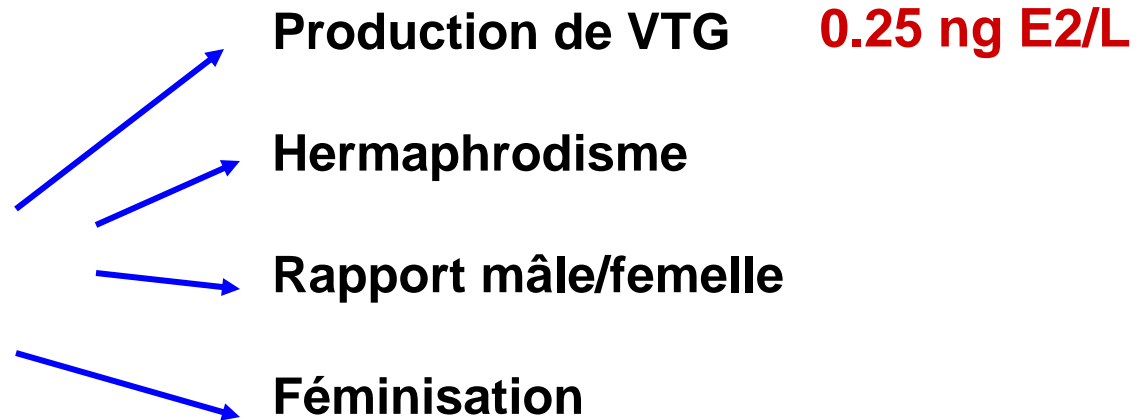 Production de VTG 0.25 ng E2/L
Hermaphrodisme
Rapport mâle/femelle
Féminisation